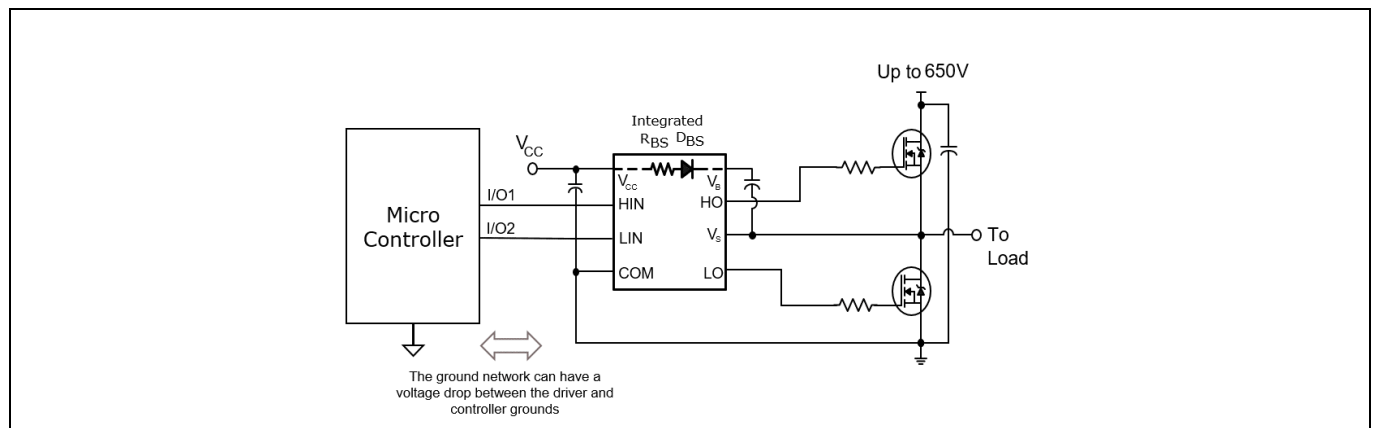 Up to 650V
Integrated
RBS DBS
VCC
VCC
VB
I/O1
HIN
HO
Micro
Controller
I/O2
LIN
VS
To
Load
COM
LO
The ground network can have a
voltage drop between the driver and
controller grounds